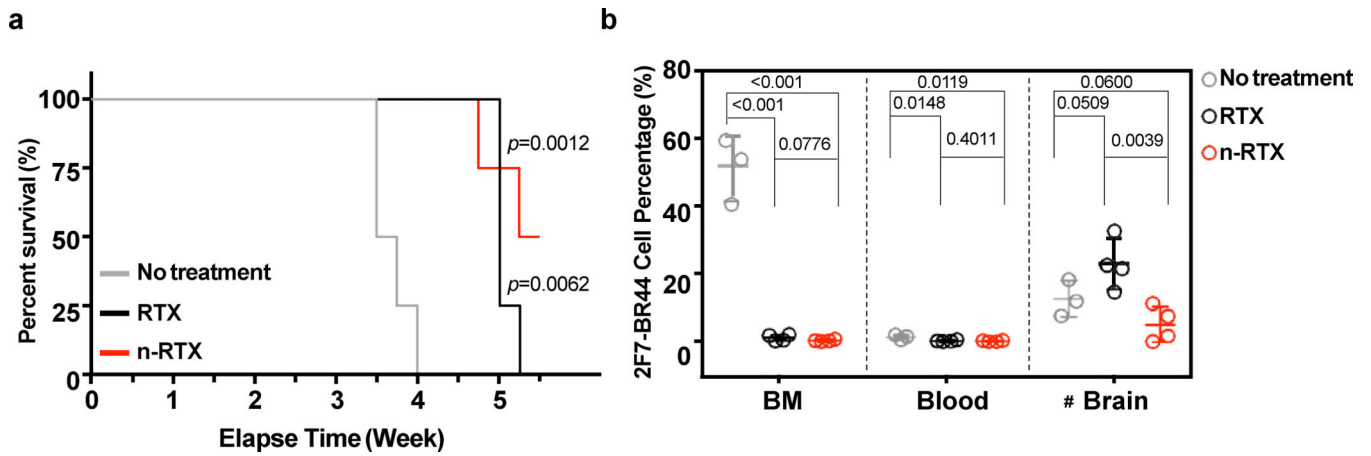 a
Percent survival (%)
100
75
50
25
0
p=0.0012
p=0.0062
No treatment
RTX
n-RTX
0 1 2 3 4 5
Elapse Time (Week)
b
2F7-BR44 Cell Percentage (%)
80
60
40
20
0
<0.001
<0.001
0.0776
0.0119
0.0148
0.4011
0.0600
0.0509
0.0039
BM
Blood
# Brain
No treatment
RTX
n-RTX